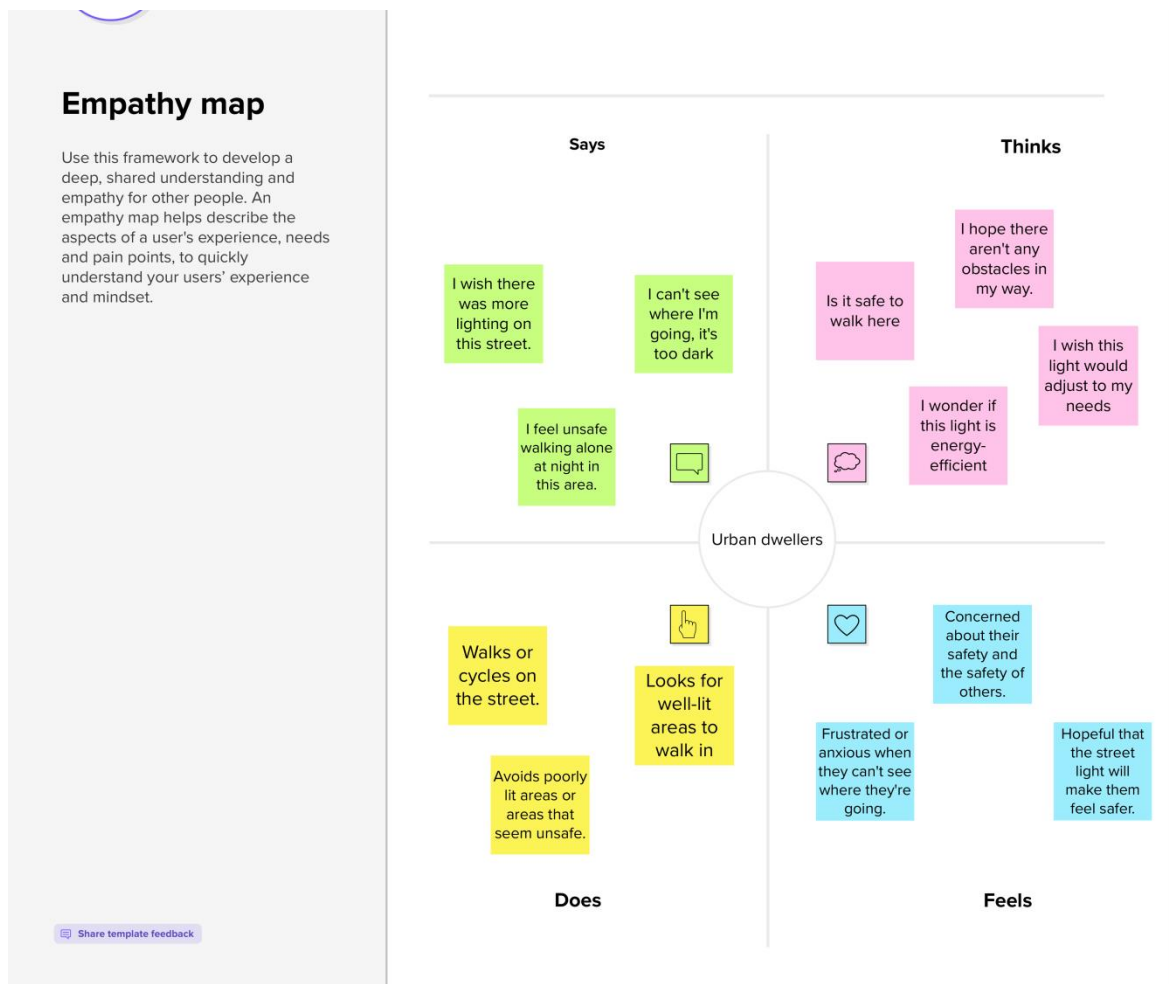 Empathy map
Use this framework to develop a
deep, shared understanding and
empathy for other people. An
empathy map helps describe the
aspects of a user's experience, needs
and pain points, to quickly
understand your users’ experience
and mindset.
Share template feedback
Says
I wish there
was more
lighting on
this street.
I can't see
where I'm
going, it's
too dark
I feel unsafe
walking alone
at night in
this area.
Thinks
I hope there
aren't any
obstacles in
my way.
Is it safe to
walk here
I wish this
light would
adjust to my
needs
I wonder if
this light is
energy-
efficient
Urban dwellers
Walks or
cycles on
the street.
Looks for
well-lit
areas to
walk in
Avoids poorly
lit areas or
areas that
seem unsafe.
Does
Concerned
about their
safety and
the safety of
others.
Frustrated or
anxious when
they can't see
where they're
going.
Hopeful that
the street
light will
make them
feel safer.
Feels